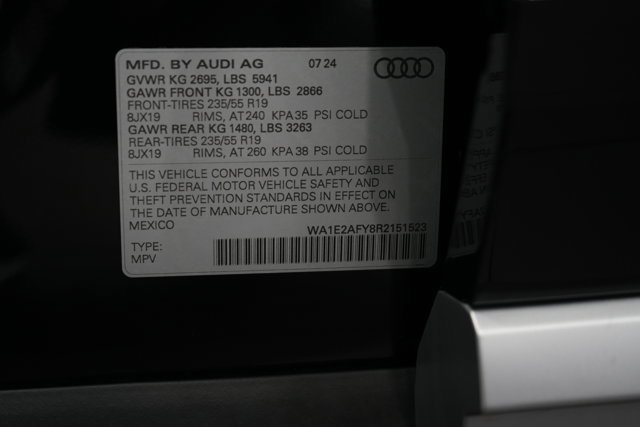 MFD. BY AUDI AG 07 24
GVWR KG 2695, LBS 5941
GAWR FRONT KG 1300, LBS 2866
FRONT-TIRES 235/55 R19
8JX19 RIMS, AT 240 KPA 35 PSI COLD
GAWR REAR KG 1480, LBS 3263
REAR-TIRES 235/55 R19
8JX19 RIMS, AT 260 KPA 38 PSI COLD
THIS VEHICLE CONFORMS TO ALL APPLICABLE
U.S. FEDERAL MOTOR VEHICLE SAFETY AND
THEFT PREVENTION STANDARDS IN EFFECT ON
THE DATE OF MANUFACTURE SHOWN ABOVE.
MEXICO
WA1E2AFY8R2151523
TYPE:
MPV